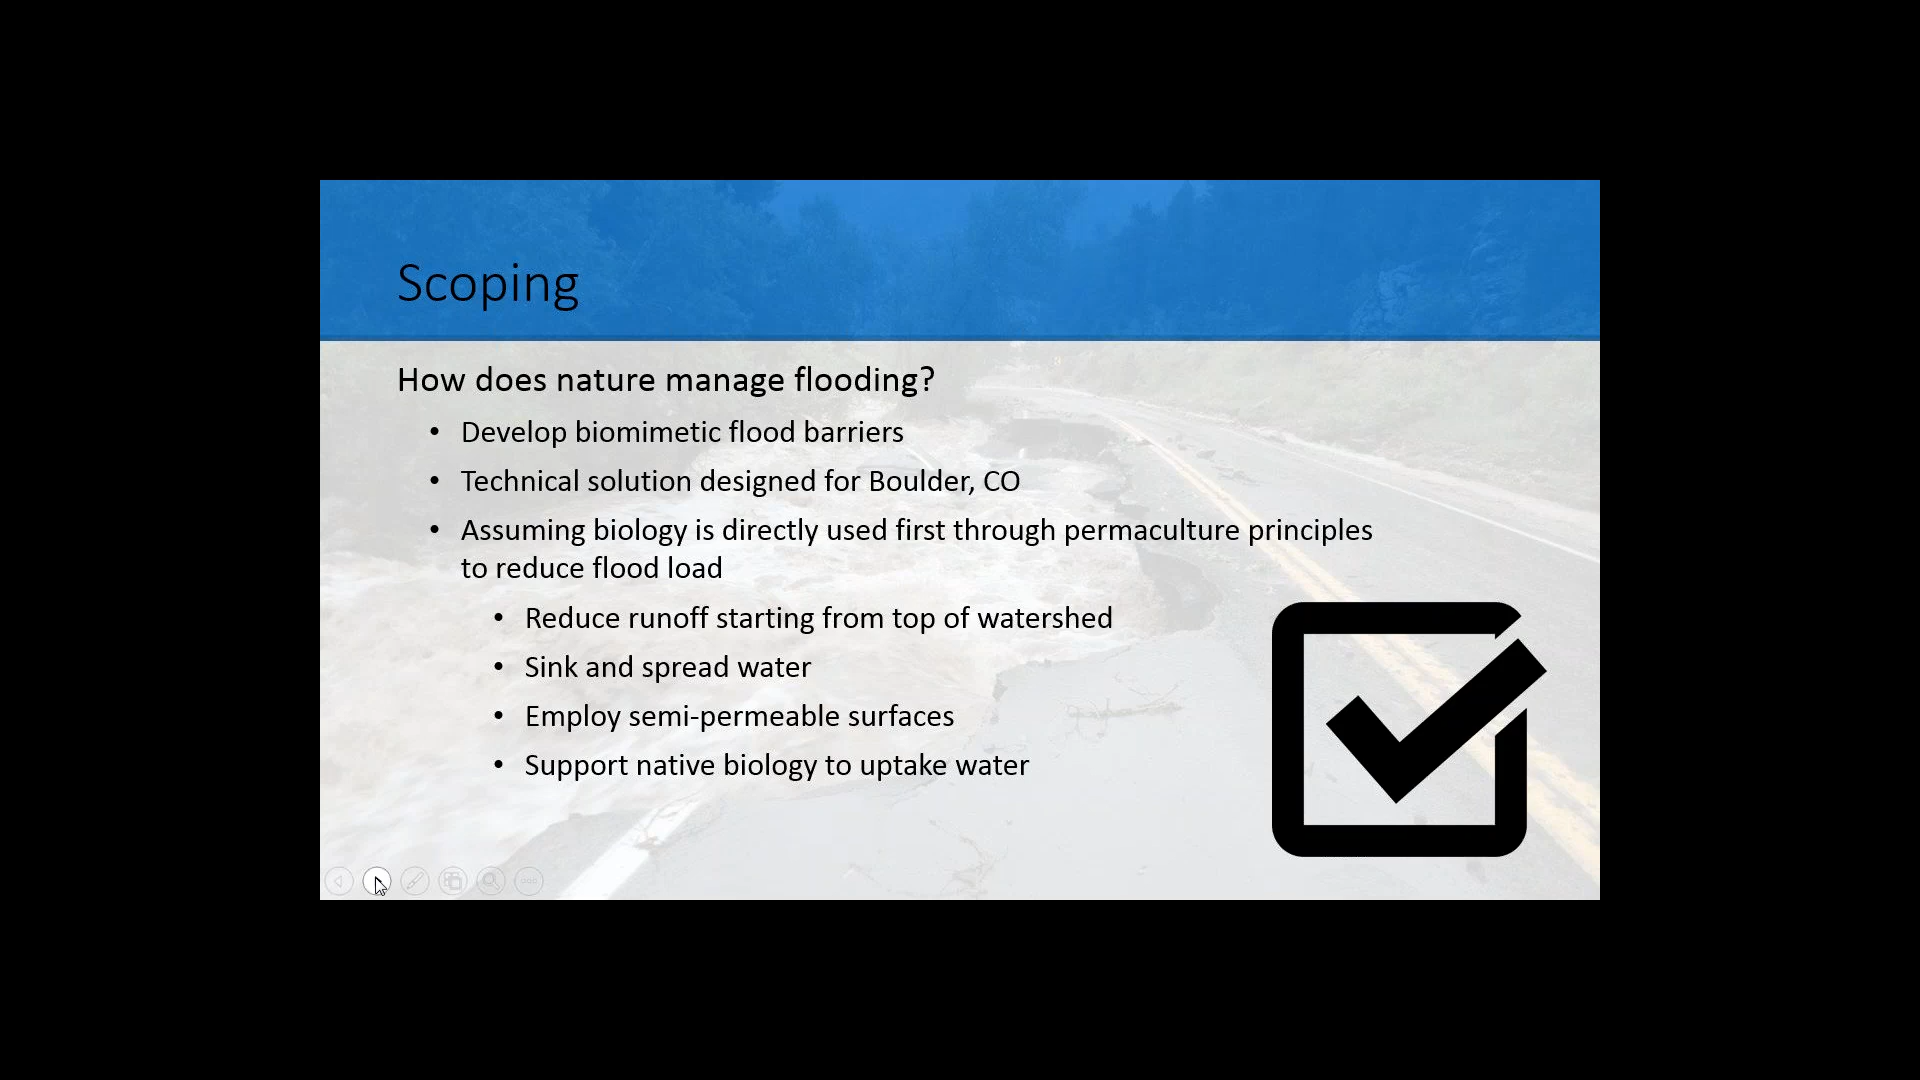 Scoping
How does nature manage flooding?
• Develop biomimetic flood barriers
• Technical solution designed for Boulder, CO
• Assuming biology is directly used first through permaculture principles
to reduce flood load
• Reduce runoff starting from top of watershed
• Sink and spread water
• Employ semi-permeable surfaces
• Support native biology to uptake water